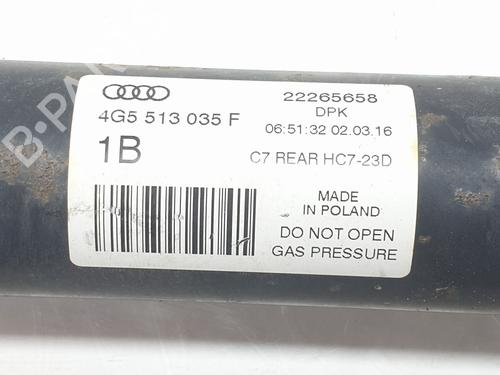 22265658
4G5 513 035 F
DPK
06:51:32 02.03.16
1B
C7 REAR HC7-23D
MADE
IN POLAND
DO NOT OPEN
GAS PRESSURE
B-PARTS